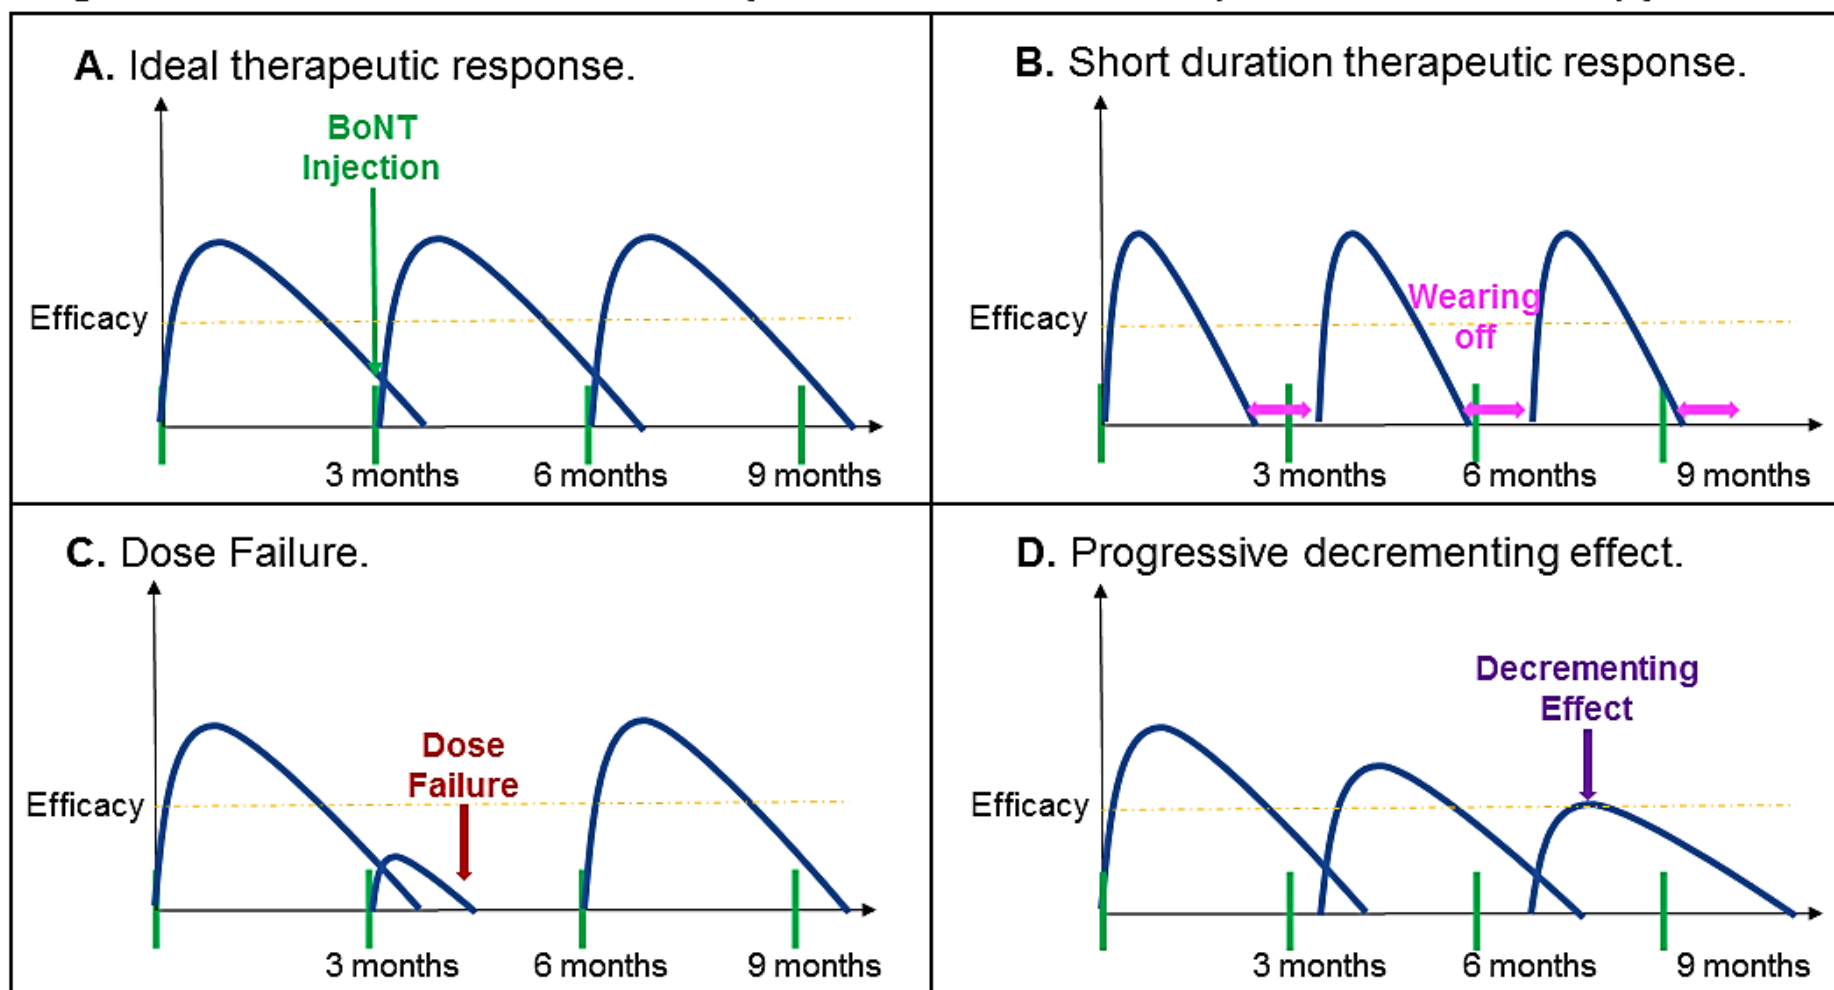 A. Ideal therapeutic response.
BoNT
Injection
Efficacy
3 months 6 months 9 months
B. Short duration therapeutic response.
Wearing
off
Efficacy
3 months 6 months 9 months
C. Dose Failure.
Dose
Failure
Efficacy
3 months 6 months 9 months
D. Progressive decrementing effect.
Decrementing
Effect
Efficacy
3 months 6 months 9 months